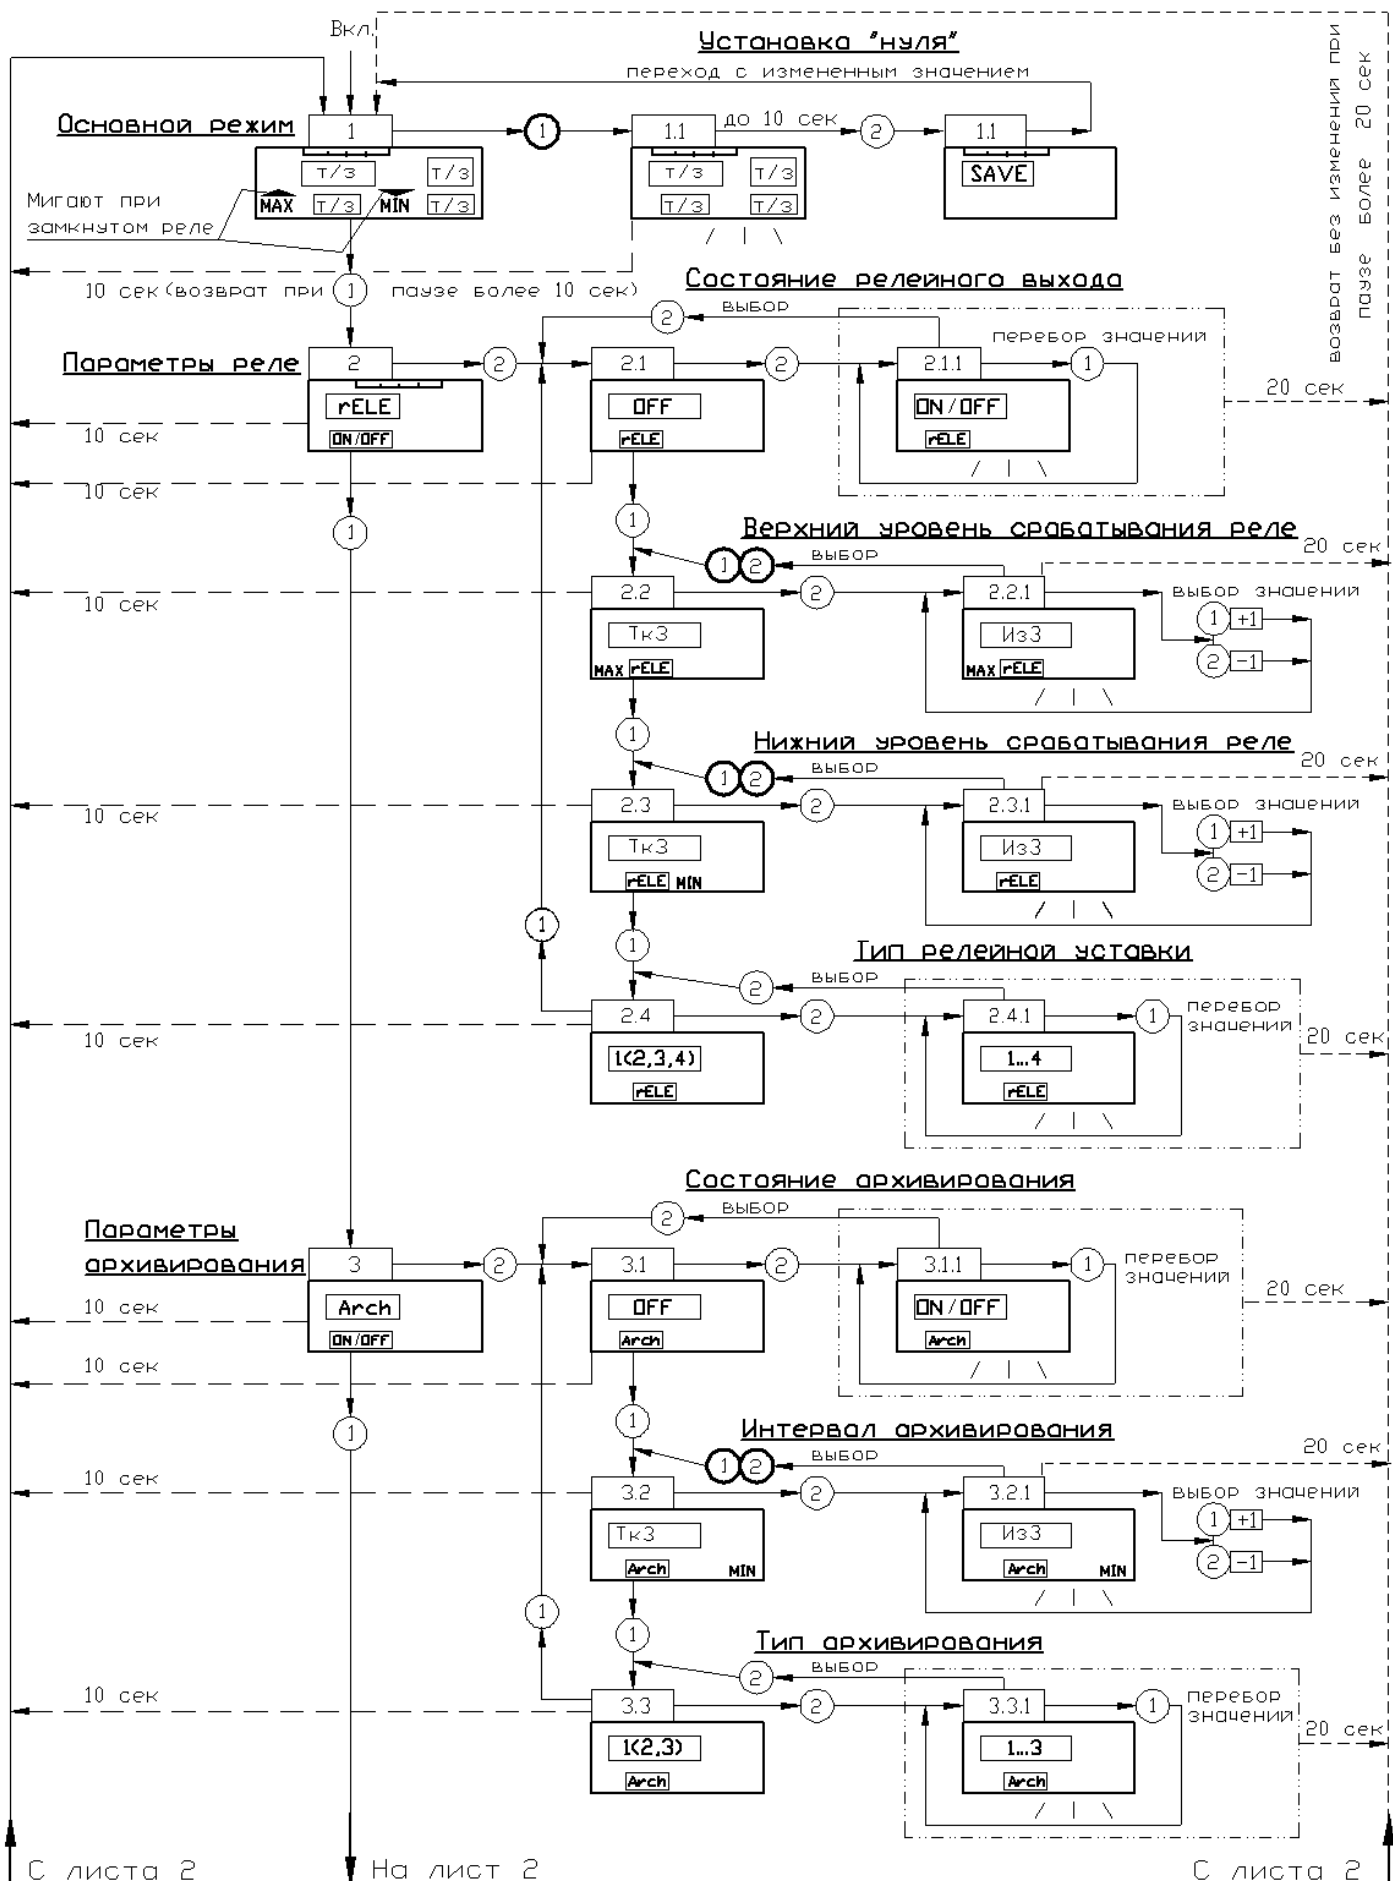 Вкл.
Установка "нуля"
переход с измененным значением
возврат без изменений при
паузе более 20 сек
Основной режим
1
1
1.1
до 10 сек
2
1.1
т/з
т/з
MAX
т/з
MIN
т/з
т/з
т/з
т/з
т/з
SAVE
Мигают при
замкнутом реле
10 сек (возврат при
1
паузе более 10 сек)
Состояние релейного выхода
2
выбор
перебор значений
Параметры реле
2
2
2.1
2
2.1.1
1
rELE
ON/OFF
OFF
rELE
ON/OFF
rELE
20 сек
10 сек
10 сек
1
1
Верхний уровень срабатывания реле
1
2
выбор
20 сек
10 сек
2.2
2
2.2.1
выбор значений
1
+1
2
-1
Тк3
MAX
rELE
Из3
MAX
rELE
1
Нижний уровень срабатывания реле
1
2
выбор
20 сек
10 сек
2.3
2
2.3.1
выбор значений
1
+1
2
-1
Тк3
rELE
MIN
Из3
rELE
1
1
Тип релейной уставки
2
выбор
10 сек
2.4
2
2.4.1
1
перебор
значений
20 сек
1(2,3,4)
rELE
1...4
rELE
Состояние архивирования
2
выбор
Параметры
архивирования
3
2
3.1
2
3.1.1
1
перебор
значений
20 сек
Arch
ON/OFF
OFF
Arch
ON/OFF
Arch
10 сек
10 сек
1
1
Интервал архивирования
1
2
выбор
20 сек
10 сек
3.2
2
3.2.1
выбор значений
1
+1
2
-1
Тк3
Arch
MIN
Из3
Arch
MIN
1
1
Тип архивирования
2
выбор
10 сек
3.3
2
3.3.1
1
перебор
значений
20 сек
1(2,3)
Arch
1...3
Arch
С листа 2
На лист 2
С листа 2